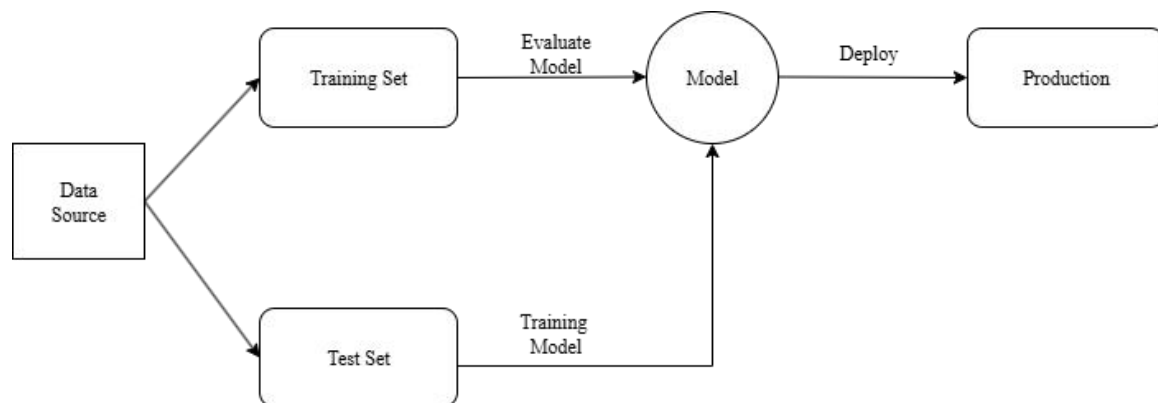 Training Set
Evaluate
Model
Model
Deploy
Production
Data
Source
Test Set
Training
Model